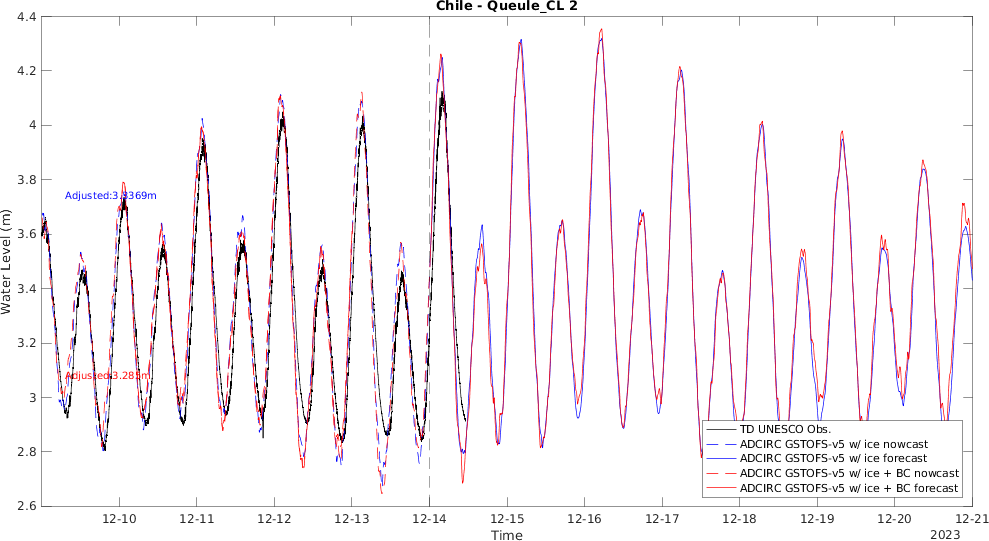 Chile - Queule_CL 2
4.4
4.2
4
3.8
3.6
3.4
3.2
3
2.8
2.6
Water Level (m)
Adjusted:3.3369m
Adjusted:3.285m
TD UNESCO Obs.
ADCIRC GSTOFS-v5 w/ ice nowcast
ADCIRC GSTOFS-v5 w/ ice forecast
ADCIRC GSTOFS-v5 w/ ice + BC nowcast
ADCIRC GSTOFS-v5 w/ ice + BC forecast
12-10 12-11 12-12 12-13 12-14 12-15 12-16 12-17 12-18 12-19 12-20 12-21
Time
2023